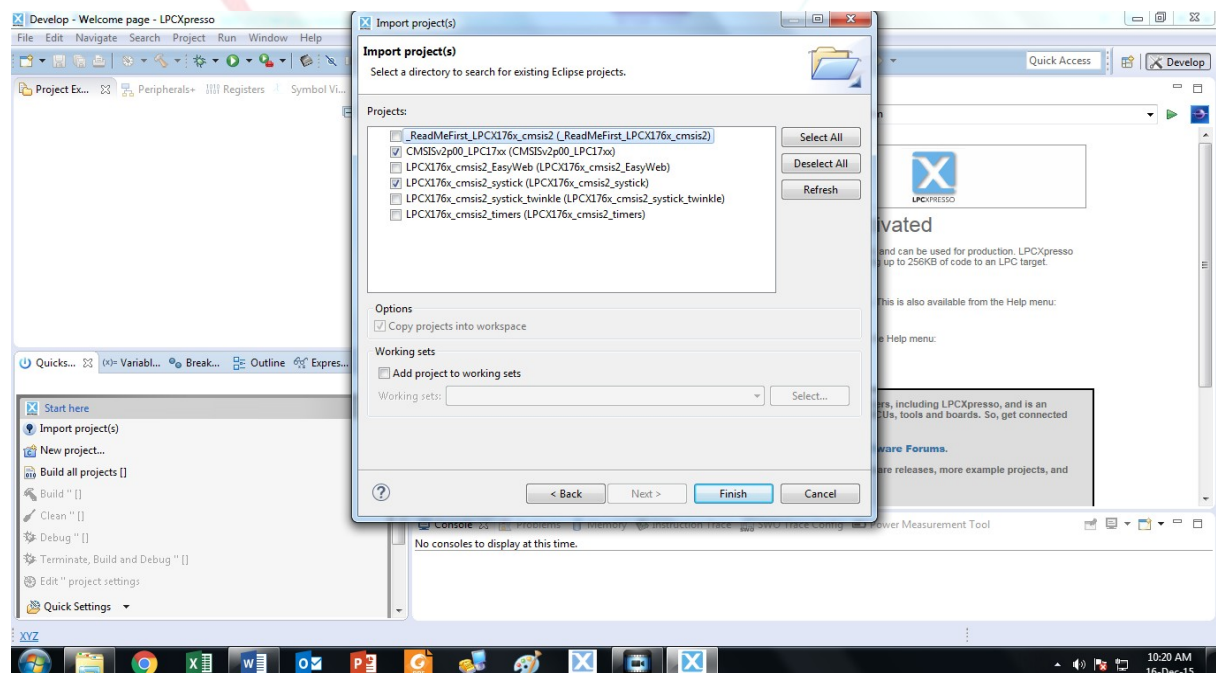 Develop - Welcome page - LPCXpresso
File Edit Navigate Search Project Run Window Help
Quick Access
Develop
Project Ex...
Peripherals+
Registers
Symbol Vi...
Import project(s)
Import project(s)
Select a directory to search for existing Eclipse projects.
Projects:
_ReadMeFirst_LPCX176x_cmsis2 (_ReadMeFirst_LPCX176x_cmsis2)
CMSISv2p00_LPC17xx (CMSISv2p00_LPC17xx)
LPCX176x_cmsis2_EasyWeb (LPCX176x_cmsis2_EasyWeb)
LPCX176x_cmsis2_systick (LPCX176x_cmsis2_systick)
LPCX176x_cmsis2_systick_twinkle (LPCX176x_cmsis2_systick_twinkle)
LPCX176x_cmsis2_timers (LPCX176x_cmsis2_timers)
Select All
Deselect All
Refresh
Options
Copy projects into workspace
Working sets
Add project to working sets
Working sets:
Select...
< Back
Next >
Finish
Cancel
LPCXPRESSO
ivated
and can be used for production. LPCXpresso
up to 256KB of code to an LPC target.
This is also available from the Help menu:
e Help menu:
ers, including LPCXpresso, and is an
CUs, tools and boards. So, get connected
ware Forums.
are releases, more example projects, and
Quicks...
(x)= Variabl...
Break...
Outline
Expres...
Start here
Import project(s)
New project...
Build all projects []
Build '' []
Clean '' []
Debug '' []
Terminate, Build and Debug '' []
Edit '' project settings
Quick Settings
Console
Problems
Memory
Instruction Trace
SWO Trace Config
Power Measurement Tool
No consoles to display at this time.
XYZ
10:20 AM
16-Dec-15